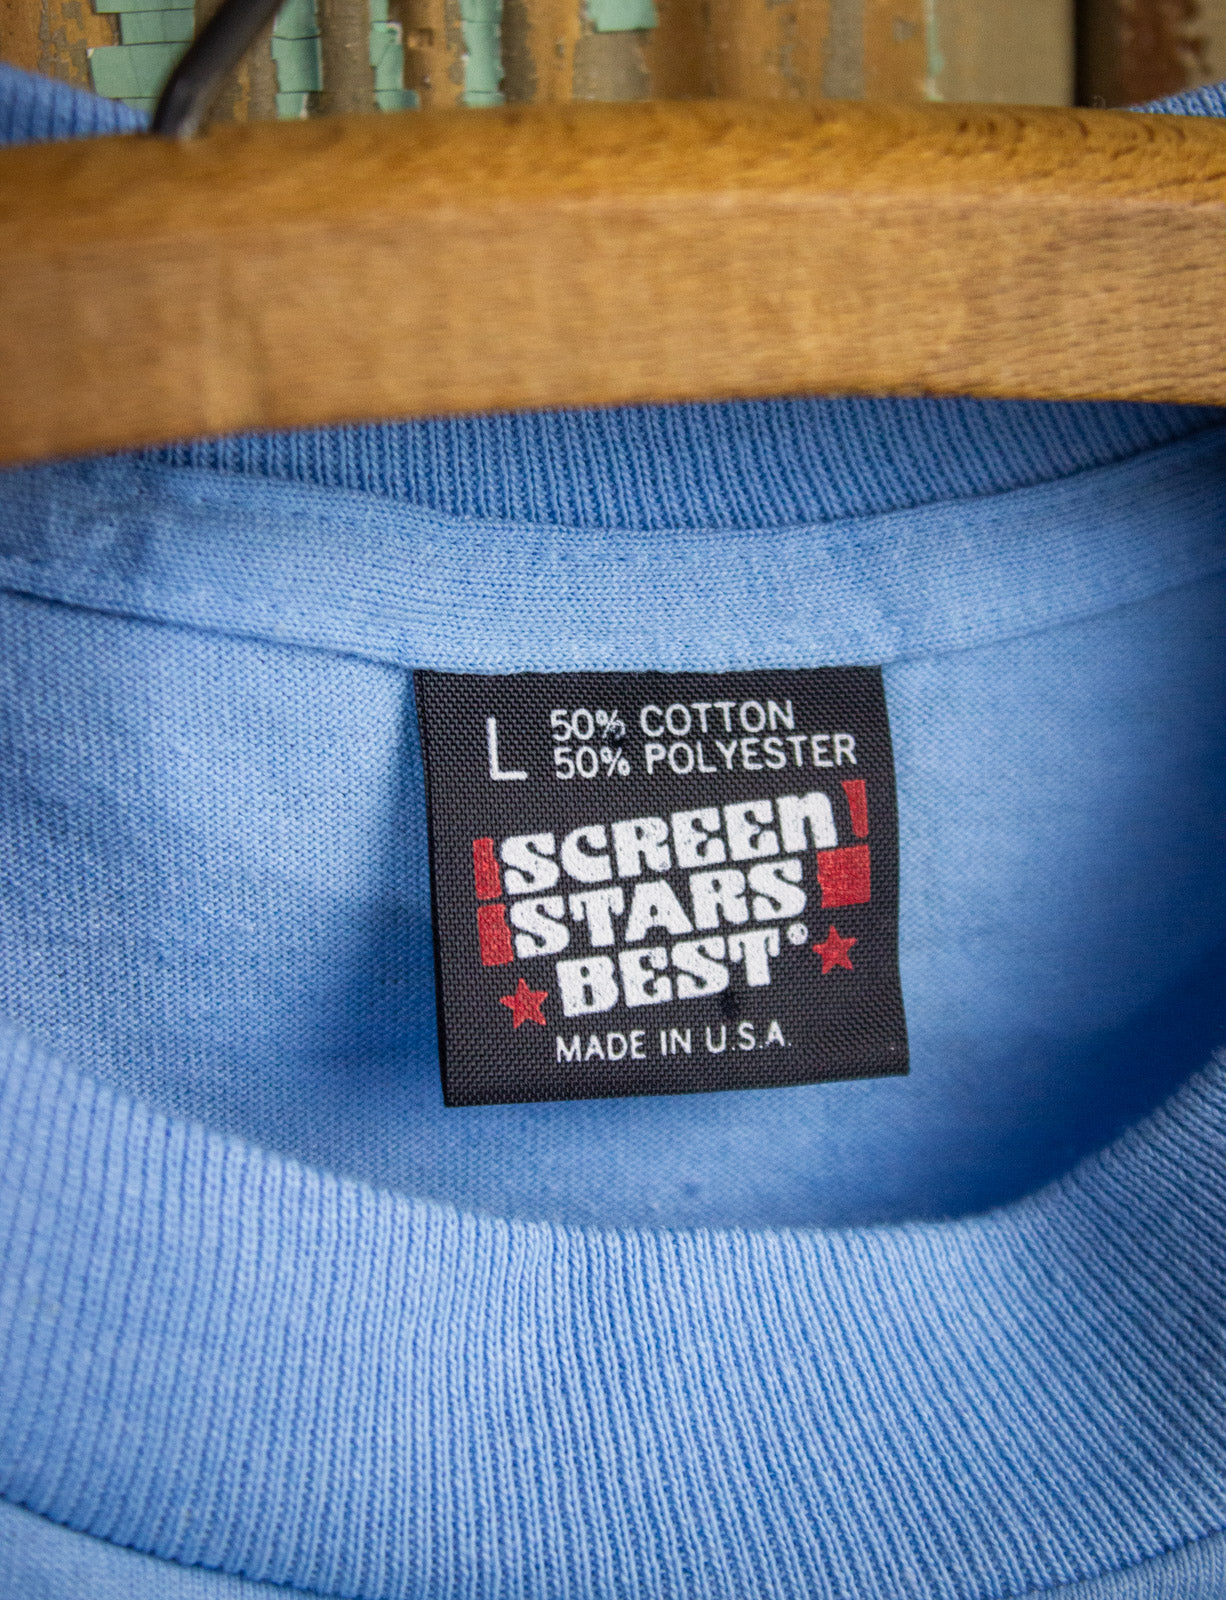 L 50% COTTON
50% POLYESTER
SCREEN
STARS
BEST®
MADE IN U.S.A.